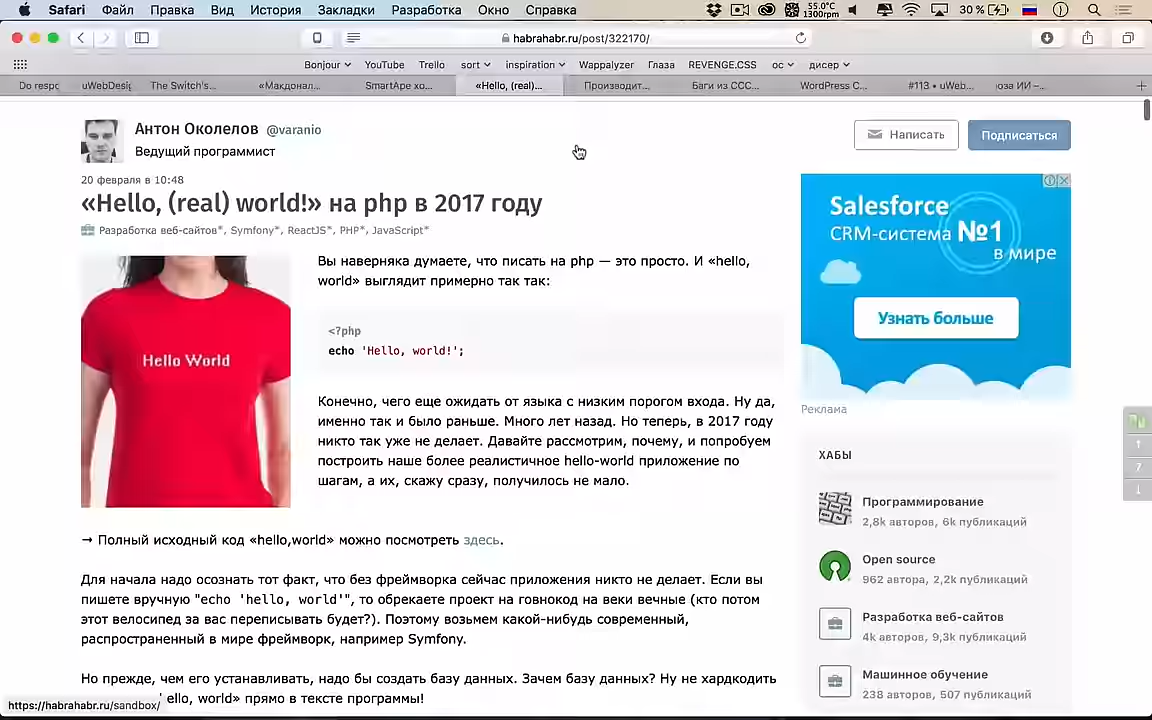 Safari Файл Правка Вид История Закладки Разработка Окно Справка 55.0°C 1300rpm 30 %
habrahabr.ru/post/322170/
Bonjour YouTube Trello sort inspiration Wappalyzer Глаза REVENGE.CSS ос дисер
Do respo uWebDesig The Switch's... «Макдонал... SmartApe хо... «Hello, (real)... Производит... Баги из ССС... WordPress С... #113 • uWeb... юза ИИ –...
Антон Околелов @varanio
Ведущий программист
Написать
Подписаться
20 февраля в 10:48
«Hello, (real) world!» на php в 2017 году
Разработка веб-сайтов*, Symfony*, ReactJS*, PHP*, JavaScript*
Hello World
Вы наверняка думаете, что писать на php — это просто. И «hello,
world» выглядит примерно так так:
<?php
echo 'Hello, world!';
Конечно, чего еще ожидать от языка с низким порогом входа. Ну да,
именно так и было раньше. Много лет назад. Но теперь, в 2017 году
никто так уже не делает. Давайте рассмотрим, почему, и попробуем
построить наше более реалистичное hello-world приложение по
шагам, а их, скажу сразу, получилось не мало.
→ Полный исходный код «hello,world» можно посмотреть здесь.
Для начала надо осознать тот факт, что без фреймворка сейчас приложения никто не делает. Если вы
пишете вручную "echo 'hello, world'", то обрекаете проект на говнокод на веки вечные (кто потом
этот велосипед за вас переписывать будет?). Поэтому возьмем какой-нибудь современный,
распространенный в мире фреймворк, например Symfony.
Но прежде, чем его устанавливать, надо бы создать базу данных. Зачем базу данных? Ну не хардкодить
ello, world» прямо в тексте программы!
https://habrahabr.ru/sandbox/
Salesforce
CRM-система №1
в мире
Узнать больше
Реклама
ХАБЫ
Программирование
2,8k авторов, 6k публикаций
Open source
962 автора, 2,2k публикаций
Разработка веб-сайтов
4k авторов, 9,3k публикаций
Машинное обучение
238 авторов, 507 публикаций
7